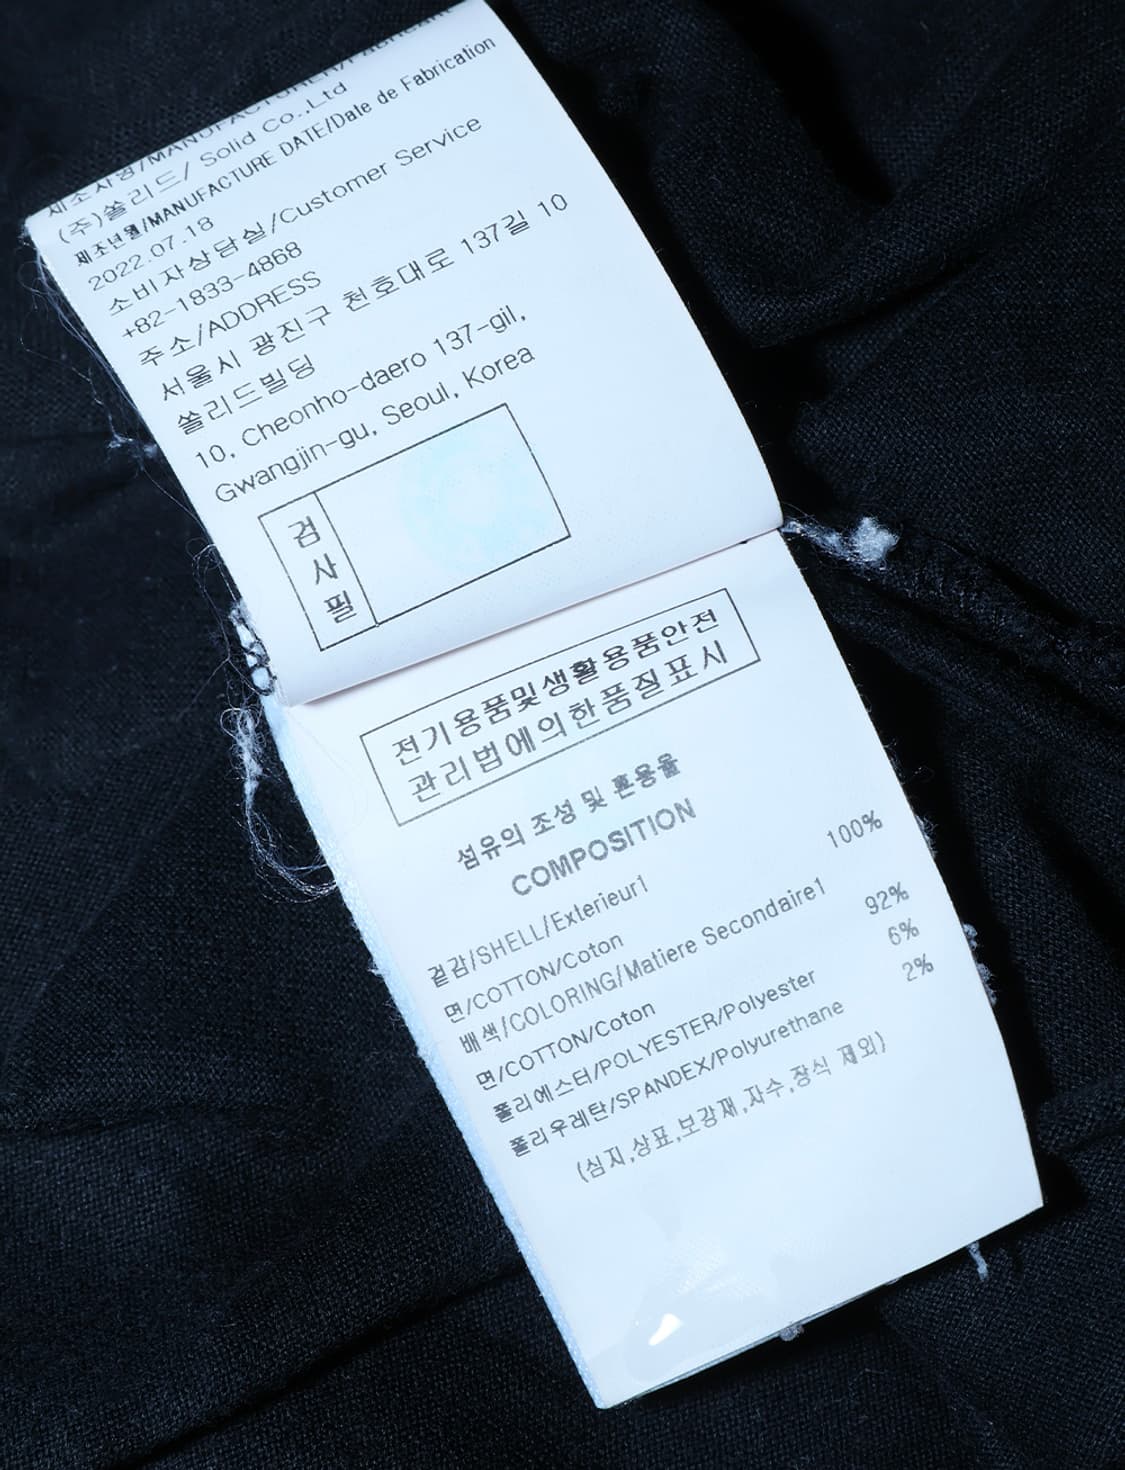 제조자명/MANUFACTURER/Fabricant
(주)쏠리드/ Solid Co.,Ltd
제조년월/MANUFACTURE DATE/Date de Fabrication
2022.07.18
소비자상담실/Customer Service
+82-1833-4868
주소/ADDRESS
서울시 광진구 천호대로 137길 10
쏠리드빌딩
10, Cheonho-daero 137-gil,
Gwangjin-gu, Seoul, Korea
검
사
필
전기용품및생활용품안전
관리법에의한품질표시
섬유의 조성 및 혼용율
COMPOSITION
겉감/SHELL/Exterieur1
면/COTTON/Coton 100%
배색/COLORING/Matiere Secondaire1
면/COTTON/Coton 92%
폴리에스터/POLYESTER/Polyester 6%
폴리우레탄/SPANDEX/Polyurethane 2%
(심지,상표,보강재,자수,장식 제외)